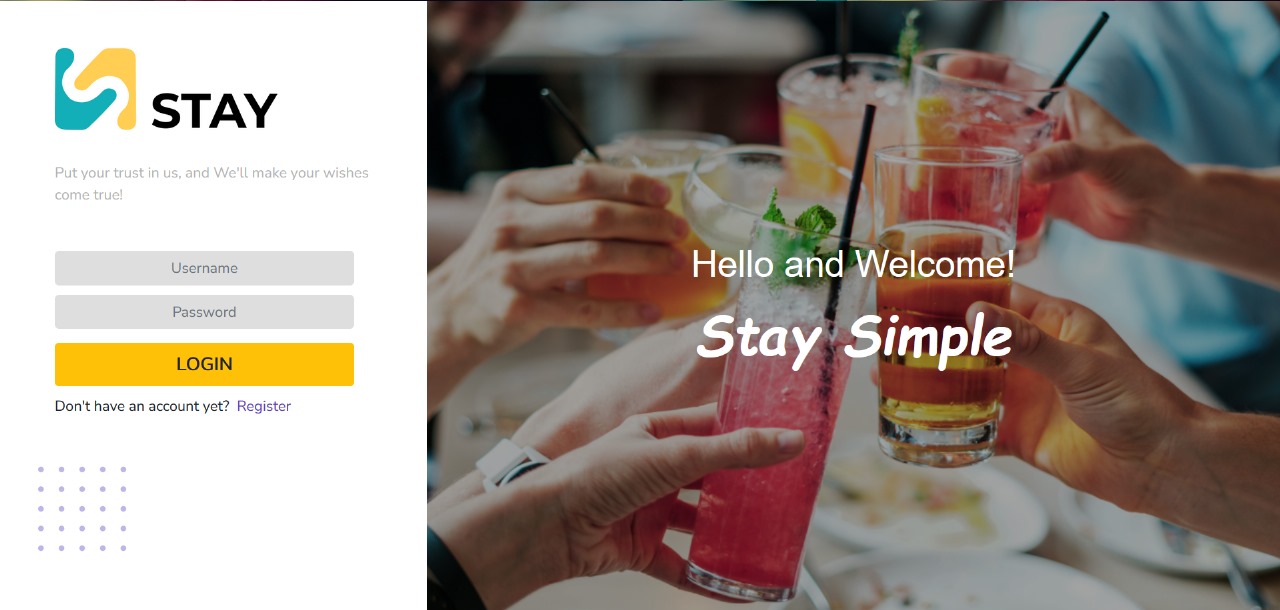 STAY
Put your trust in us, and We'll make your wishes
come true!
Username
Password
LOGIN
Don't have an account yet? Register
Hello and Welcome!
Stay Simple